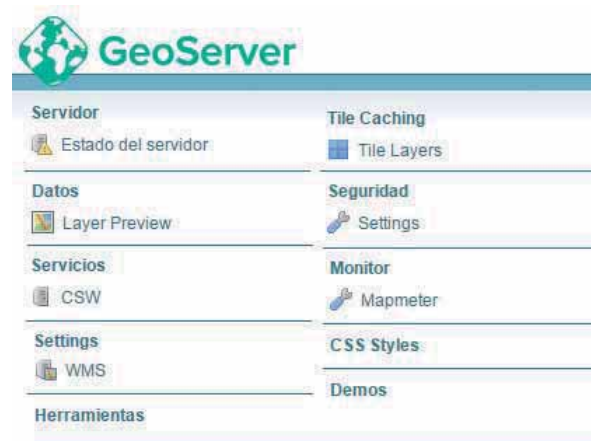 GeoServer
Servidor
Estado del servidor
Datos
Layer Preview
Servicios
CSW
Settings
WMS
Herramientas
Tile Caching
Tile Layers
Seguridad
Settings
Monitor
Mapmeter
CSS Styles
Demos